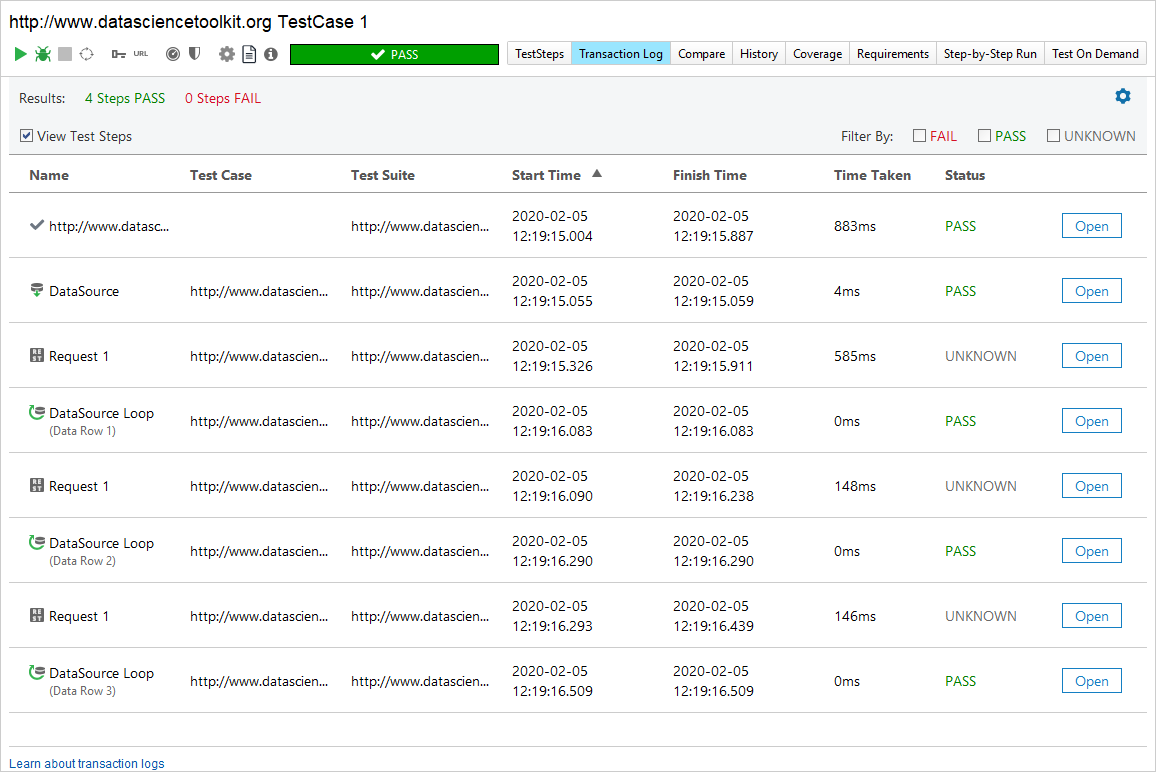 http://www.datasciencetoolkit.org TestCase 1
URL PASS TestSteps Transaction Log Compare History Coverage Requirements Step-by-Step Run Test On Demand
Results: 4 Steps PASS 0 Steps FAIL
View Test Steps Filter By: FAIL PASS UNKNOWN
Name Test Case Test Suite Start Time Finish Time Time Taken Status
http://www.datasc... http://www.datascien... 2020-02-05 12:19:15.004 2020-02-05 12:19:15.887 883ms PASS Open
DataSource http://www.datascien... http://www.datascien... 2020-02-05 12:19:15.055 2020-02-05 12:19:15.059 4ms PASS Open
REST Request 1 http://www.datascien... http://www.datascien... 2020-02-05 12:19:15.326 2020-02-05 12:19:15.911 585ms UNKNOWN Open
DataSource Loop (Data Row 1) http://www.datascien... http://www.datascien... 2020-02-05 12:19:16.083 2020-02-05 12:19:16.083 0ms PASS Open
REST Request 1 http://www.datascien... http://www.datascien... 2020-02-05 12:19:16.090 2020-02-05 12:19:16.238 148ms UNKNOWN Open
DataSource Loop (Data Row 2) http://www.datascien... http://www.datascien... 2020-02-05 12:19:16.290 2020-02-05 12:19:16.290 0ms PASS Open
REST Request 1 http://www.datascien... http://www.datascien... 2020-02-05 12:19:16.293 2020-02-05 12:19:16.439 146ms UNKNOWN Open
DataSource Loop (Data Row 3) http://www.datascien... http://www.datascien... 2020-02-05 12:19:16.509 2020-02-05 12:19:16.509 0ms PASS Open
Learn about transaction logs